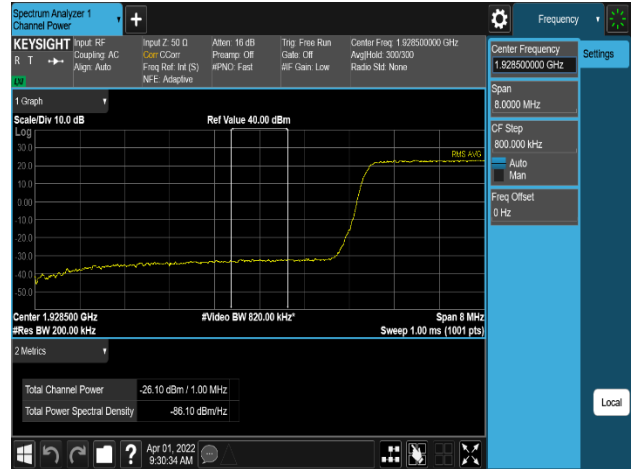 Spectrum Analyzer 1
Channel Power
Frequency
KEYSIGHT
R T
LXI
Input: RF
Coupling: AC
Align: Auto
Input Z: 50 Ω
Corr CCorr
Freq Ref: Int (S)
NFE: Adaptive
Atten: 16 dB
Preamp: Off
#PNO: Fast
Trig: Free Run
Gate: Off
#IF Gain: Low
Center Freq: 1.928500000 GHz
Avg|Hold: 300/300
Radio Std: None
Center Frequency
1.928500000 GHz
Settings
Span
8.0000 MHz
CF Step
800.000 kHz
Auto
Man
Freq Offset
0 Hz
1 Graph
Scale/Div 10.0 dB
Ref Value 40.00 dBm
Log
RMS AVG
30.0
20.0
10.0
0.00
-10.0
-20.0
-30.0
-40.0
-50.0
Center 1.928500 GHz
#Video BW 820.00 kHz*
Span 8 MHz
#Res BW 200.00 kHz
Sweep 1.00 ms (1001 pts)
2 Metrics
Total Channel Power -26.10 dBm / 1.00 MHz
Total Power Spectral Density -86.10 dBm/Hz
Local
Apr 01, 2022
9:30:34 AM